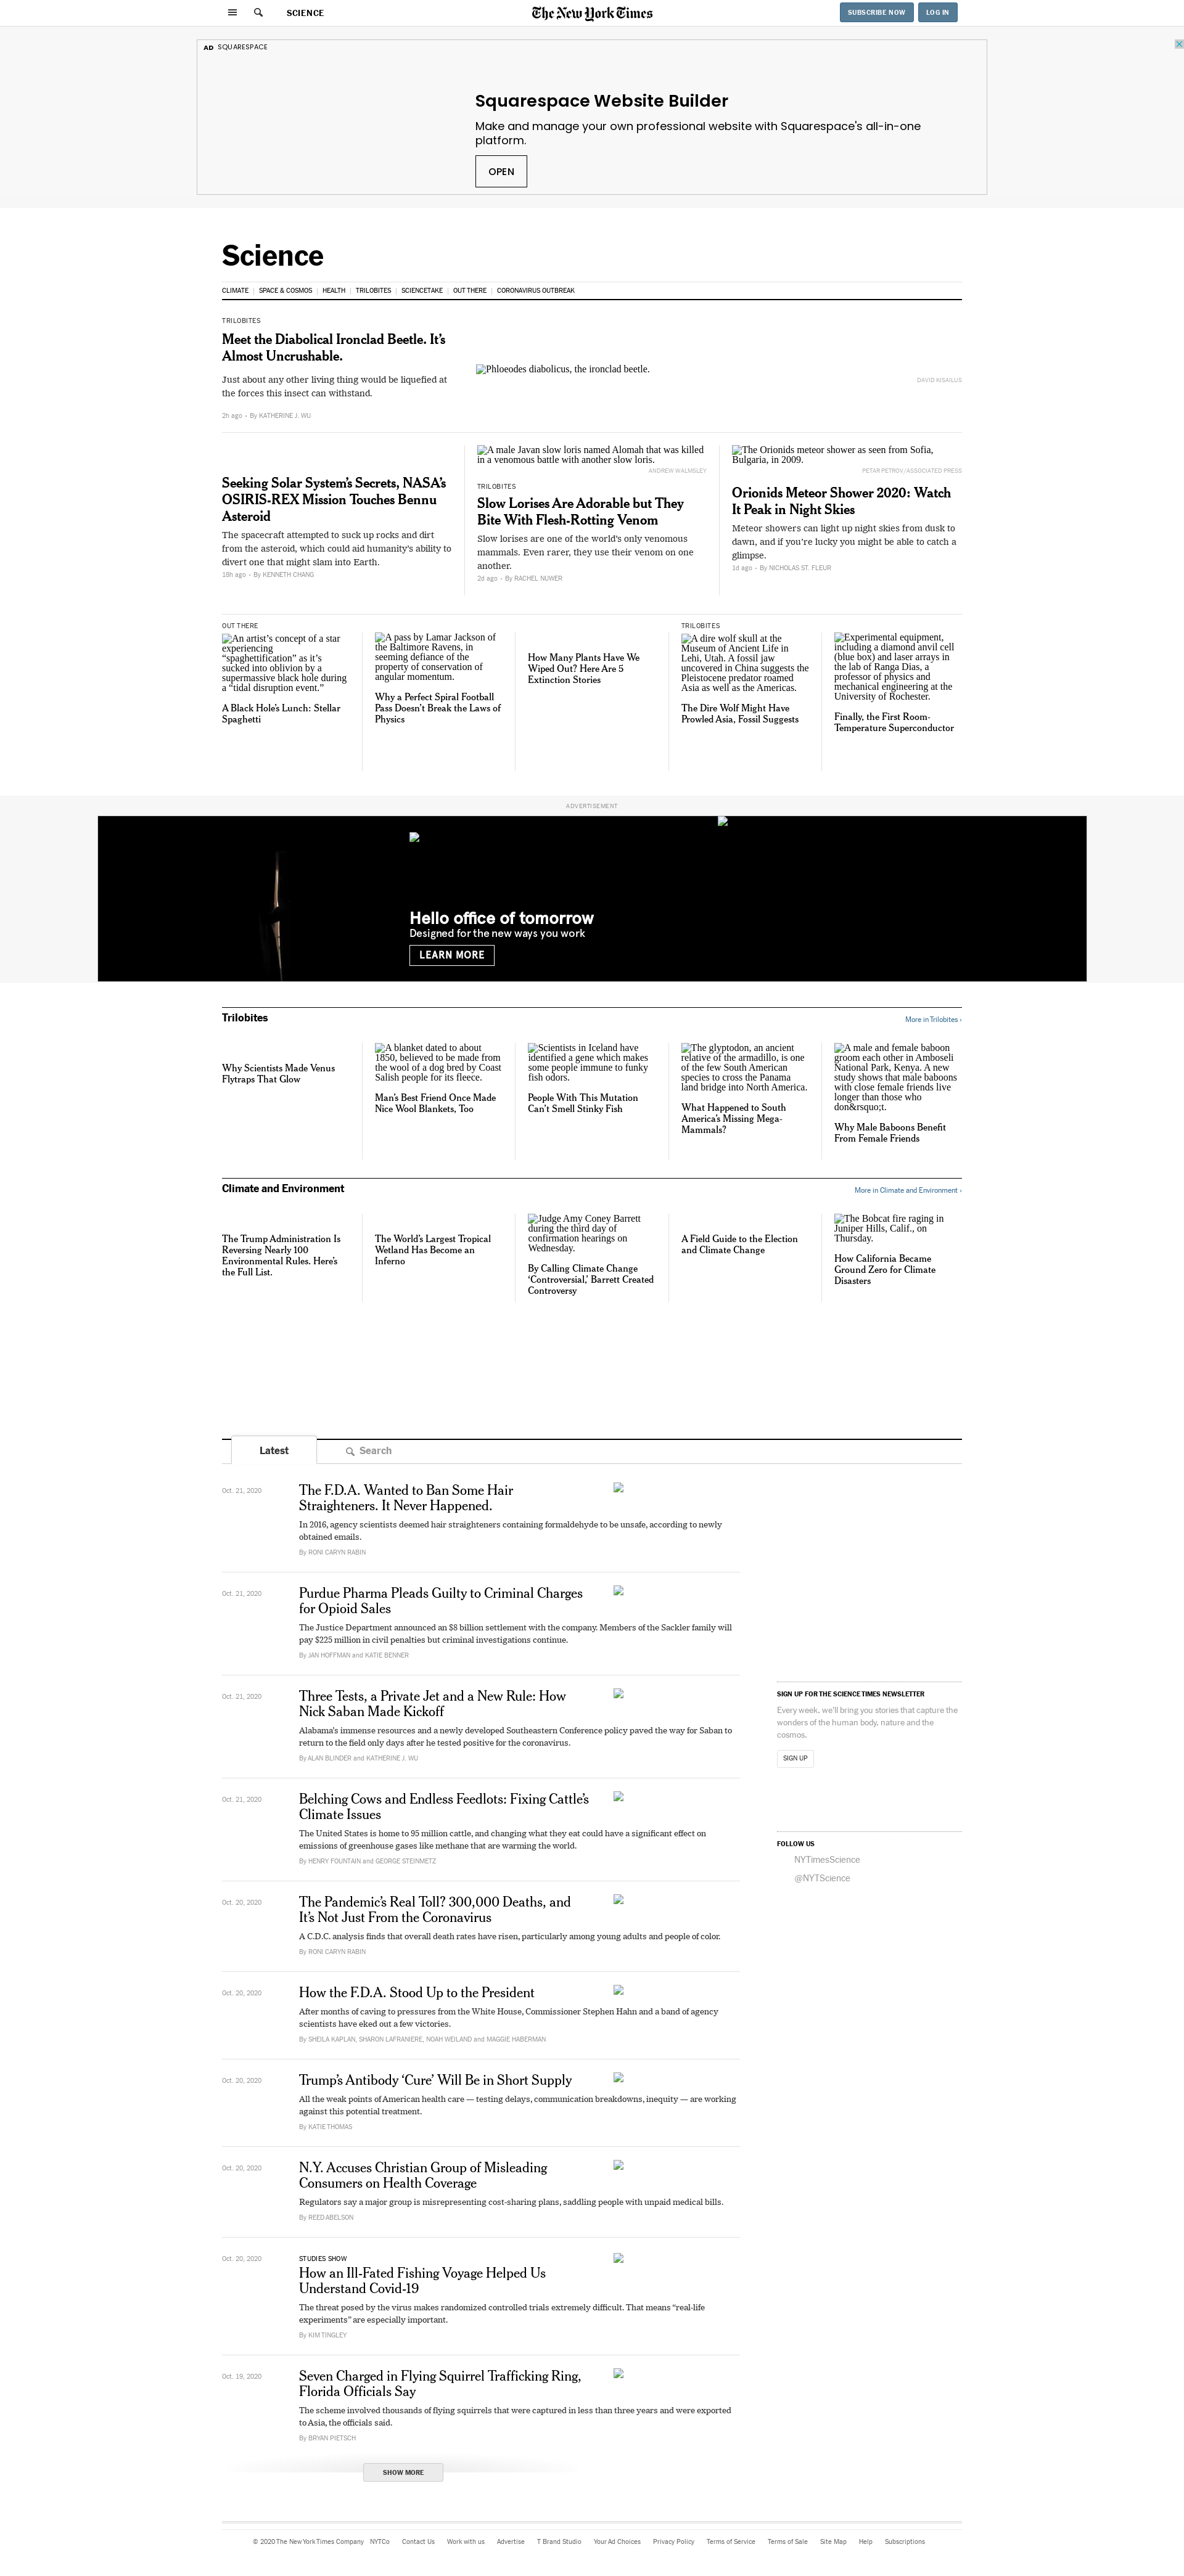 SCIENCE
The New York Times
SUBSCRIBE NOW
LOG IN
AD SQUARESPACE
Squarespace Website Builder
Make and manage your own professional website with Squarespace's all-in-one
platform.
OPEN
Science
CLIMATE
SPACE & COSMOS
HEALTH
TRILOBITES
SCIENCETAKE
OUT THERE
CORONAVIRUS OUTBREAK
TRILOBITES
Meet the Diabolical Ironclad Beetle. It’s
Almost Uncrushable.
Just about any other living thing would be liquefied at
the forces this insect can withstand.
2h ago • By KATHERINE J. WU
Phloeodes diabolicus, the ironclad beetle.
DAVID KISAILUS
Seeking Solar System’s Secrets, NASA’s
OSIRIS-REX Mission Touches Bennu
Asteroid
The spacecraft attempted to suck up rocks and dirt
from the asteroid, which could aid humanity’s ability to
divert one that might slam into Earth.
18h ago • By KENNETH CHANG
A male Javan slow loris named Alomah that was killed
in a venomous battle with another slow loris.
ANDREW WALMSLEY
TRILOBITES
Slow Lorises Are Adorable but They
Bite With Flesh-Rotting Venom
Slow lorises are one of the world’s only venomous
mammals. Even rarer, they use their venom on one
another.
2d ago • By RACHEL NUWER
The Orionids meteor shower as seen from Sofia,
Bulgaria, in 2009.
PETAR PETROV/ASSOCIATED PRESS
Orionids Meteor Shower 2020: Watch
It Peak in Night Skies
Meteor showers can light up night skies from dusk to
dawn, and if you’re lucky you might be able to catch a
glimpse.
1d ago • By NICHOLAS ST. FLEUR
OUT THERE
An artist’s concept of a star
experiencing
“spaghettification” as it’s
sucked into oblivion by a
supermassive black hole during
a “tidal disruption event.”
A Black Hole’s Lunch: Stellar
Spaghetti
A pass by Lamar Jackson of
the Baltimore Ravens, in
seeming defiance of the
property of conservation of
angular momentum.
Why a Perfect Spiral Football
Pass Doesn’t Break the Laws of
Physics
How Many Plants Have We
Wiped Out? Here Are 5
Extinction Stories
TRILOBITES
A dire wolf skull at the
Museum of Ancient Life in
Lehi, Utah. A fossil jaw
uncovered in China suggests the
Pleistocene predator roamed
Asia as well as the Americas.
The Dire Wolf Might Have
Prowled Asia, Fossil Suggests
Experimental equipment,
including a diamond anvil cell
(blue box) and laser arrays in
the lab of Ranga Dias, a
professor of physics and
mechanical engineering at the
University of Rochester.
Finally, the First Room-
Temperature Superconductor
ADVERTISEMENT
Hello office of tomorrow
Designed for the new ways you work
LEARN MORE
Trilobites
More in Trilobites ›
Why Scientists Made Venus
Flytraps That Glow
A blanket dated to about
1850, believed to be made from
the wool of a dog bred by Coast
Salish people for its fleece.
Man’s Best Friend Once Made
Nice Wool Blankets, Too
Scientists in Iceland have
identified a gene which makes
some people immune to funky
fish odors.
People With This Mutation
Can’t Smell Stinky Fish
The glyptodon, an ancient
relative of the armadillo, is one
of the few South American
species to cross the Panama
land bridge into North America.
What Happened to South
America’s Missing Mega-
Mammals?
A male and female baboon
groom each other in Amboseli
National Park, Kenya. A new
study shows that male baboons
with close female friends live
longer than those who
don&rsquo;t.
Why Male Baboons Benefit
From Female Friends
Climate and Environment
More in Climate and Environment ›
The Trump Administration Is
Reversing Nearly 100
Environmental Rules. Here’s
the Full List.
The World’s Largest Tropical
Wetland Has Become an
Inferno
Judge Amy Coney Barrett
during the third day of
confirmation hearings on
Wednesday.
By Calling Climate Change
‘Controversial,’ Barrett Created
Controversy
A Field Guide to the Election
and Climate Change
The Bobcat fire raging in
Juniper Hills, Calif., on
Thursday.
How California Became
Ground Zero for Climate
Disasters
Latest
Search
Oct. 21, 2020
The F.D.A. Wanted to Ban Some Hair
Straighteners. It Never Happened.
In 2016, agency scientists deemed hair straighteners containing formaldehyde to be unsafe, according to newly
obtained emails.
By RONI CARYN RABIN
Oct. 21, 2020
Purdue Pharma Pleads Guilty to Criminal Charges
for Opioid Sales
The Justice Department announced an $8 billion settlement with the company. Members of the Sackler family will
pay $225 million in civil penalties but criminal investigations continue.
By JAN HOFFMAN and KATIE BENNER
Oct. 21, 2020
Three Tests, a Private Jet and a New Rule: How
Nick Saban Made Kickoff
Alabama’s immense resources and a newly developed Southeastern Conference policy paved the way for Saban to
return to the field only days after he tested positive for the coronavirus.
By ALAN BLINDER and KATHERINE J. WU
Oct. 21, 2020
Belching Cows and Endless Feedlots: Fixing Cattle’s
Climate Issues
The United States is home to 95 million cattle, and changing what they eat could have a significant effect on
emissions of greenhouse gases like methane that are warming the world.
By HENRY FOUNTAIN and GEORGE STEINMETZ
Oct. 20, 2020
The Pandemic’s Real Toll? 300,000 Deaths, and
It’s Not Just From the Coronavirus
A C.D.C. analysis finds that overall death rates have risen, particularly among young adults and people of color.
By RONI CARYN RABIN
Oct. 20, 2020
How the F.D.A. Stood Up to the President
After months of caving to pressures from the White House, Commissioner Stephen Hahn and a band of agency
scientists have eked out a few victories.
By SHEILA KAPLAN, SHARON LAFRANIERE, NOAH WEILAND and MAGGIE HABERMAN
Oct. 20, 2020
Trump’s Antibody ‘Cure’ Will Be in Short Supply
All the weak points of American health care — testing delays, communication breakdowns, inequity — are working
against this potential treatment.
By KATIE THOMAS
Oct. 20, 2020
N.Y. Accuses Christian Group of Misleading
Consumers on Health Coverage
Regulators say a major group is misrepresenting cost-sharing plans, saddling people with unpaid medical bills.
By REED ABELSON
Oct. 20, 2020
STUDIES SHOW
How an Ill-Fated Fishing Voyage Helped Us
Understand Covid-19
The threat posed by the virus makes randomized controlled trials extremely difficult. That means “real-life
experiments” are especially important.
By KIM TINGLEY
Oct. 19, 2020
Seven Charged in Flying Squirrel Trafficking Ring,
Florida Officials Say
The scheme involved thousands of flying squirrels that were captured in less than three years and were exported
to Asia, the officials said.
By BRYAN PIETSCH
SHOW MORE
SIGN UP FOR THE SCIENCE TIMES NEWSLETTER
Every week, we’ll bring you stories that capture the
wonders of the human body, nature and the
cosmos.
SIGN UP
FOLLOW US
NYTimesScience
@NYTScience
© 2020 The New York Times Company
NYTCo
Contact Us
Work with us
Advertise
T Brand Studio
Your Ad Choices
Privacy Policy
Terms of Service
Terms of Sale
Site Map
Help
Subscriptions